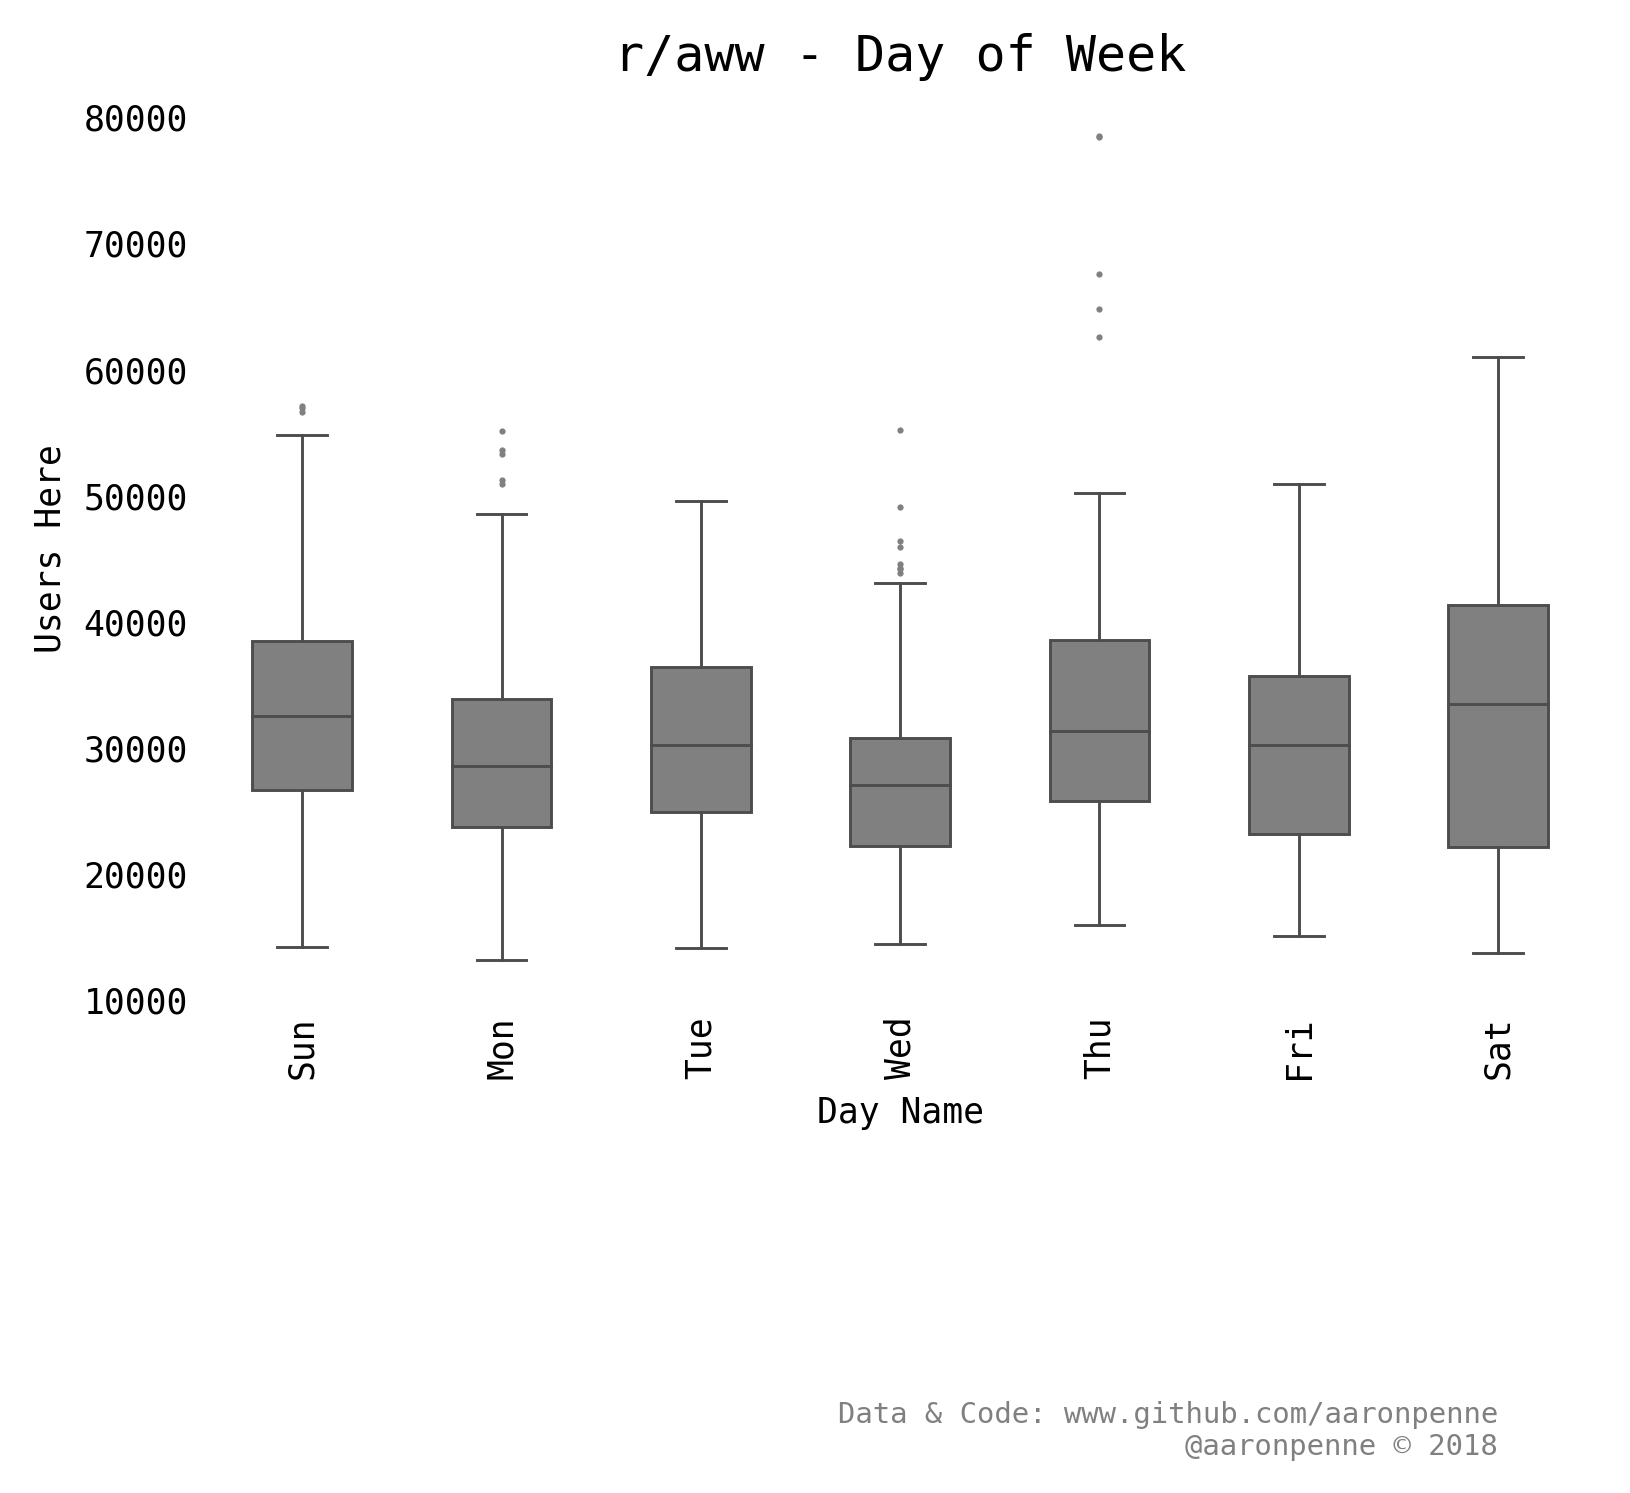 r/aww - Day of Week
80000
70000
60000
50000
40000
30000
20000
10000
Users Here
Sun
Mon
Tue
Wed
Thu
Fri
Sat
Day Name
Data & Code: www.github.com/aaronpenne
@aaronpenne © 2018